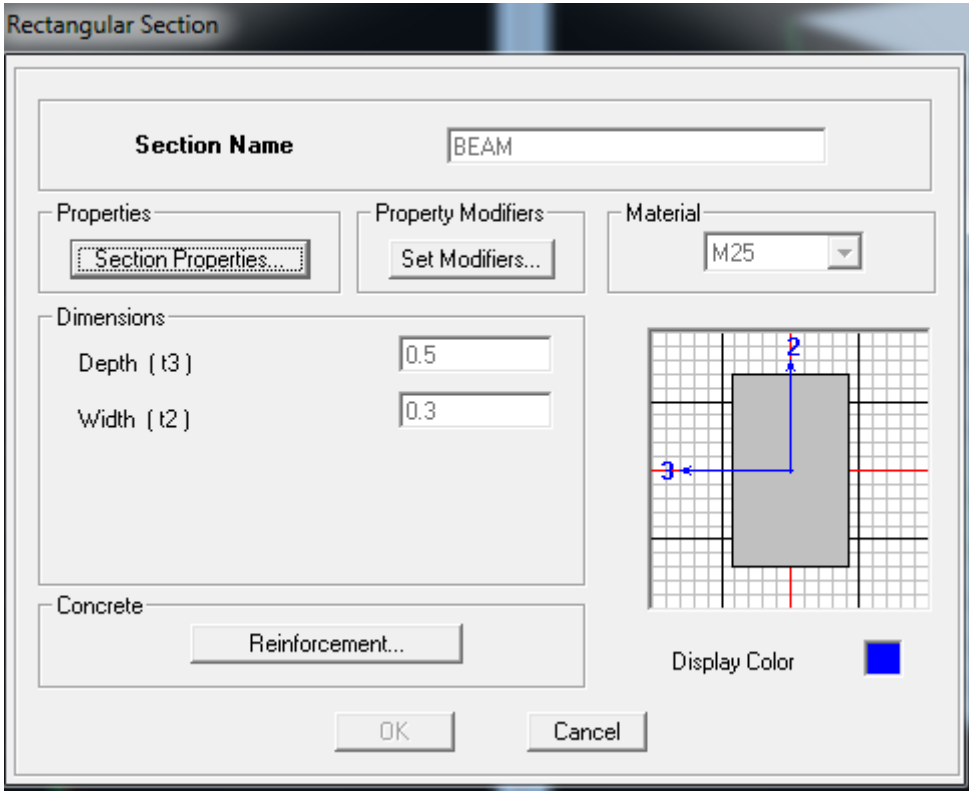 Rectangular Section
Section Name BEAM
Properties Property Modifiers Material
Section Properties... Set Modifiers... M25
Dimensions
Depth ( t3 ) 0.5
Width ( t2 ) 0.3
2
3
Concrete
Reinforcement...
Display Color
OK Cancel